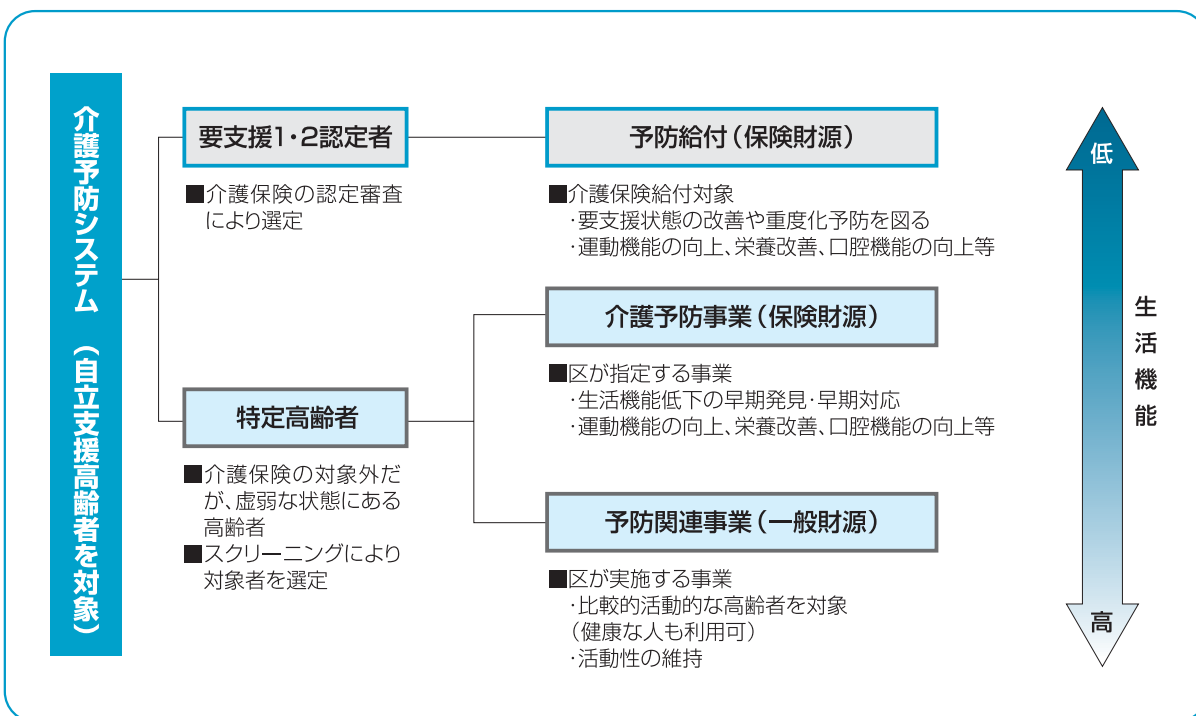 介護予防システム（自立支援高齢者を対象）
要支援1・2認定者
■介護保険の認定審査
により選定
予防給付（保険財源）
■介護保険給付対象
・要支援状態の改善や重度化予防を図る
・運動機能の向上、栄養改善、口腔機能の向上等
介護予防事業（保険財源）
■区が指定する事業
・生活機能低下の早期発見・早期対応
・運動機能の向上、栄養改善、口腔機能の向上等
特定高齢者
■介護保険の対象外だ
が、虚弱な状態にある
高齢者
■スクリーニングにより
対象者を選定
予防関連事業（一般財源）
■区が実施する事業
・比較的活動的な高齢者を対象
（健康な人も利用可）
・活動性の維持
低
生活機能
高